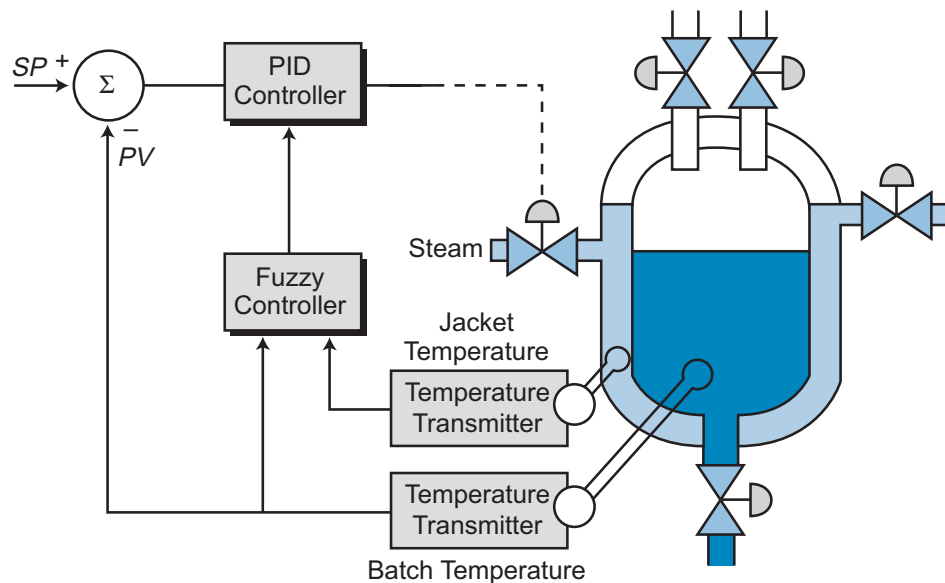 SP +
Σ
−
PV
PID
Controller
Steam
Fuzzy
Controller
Jacket
Temperature
Temperature
Transmitter
Temperature
Transmitter
Batch Temperature